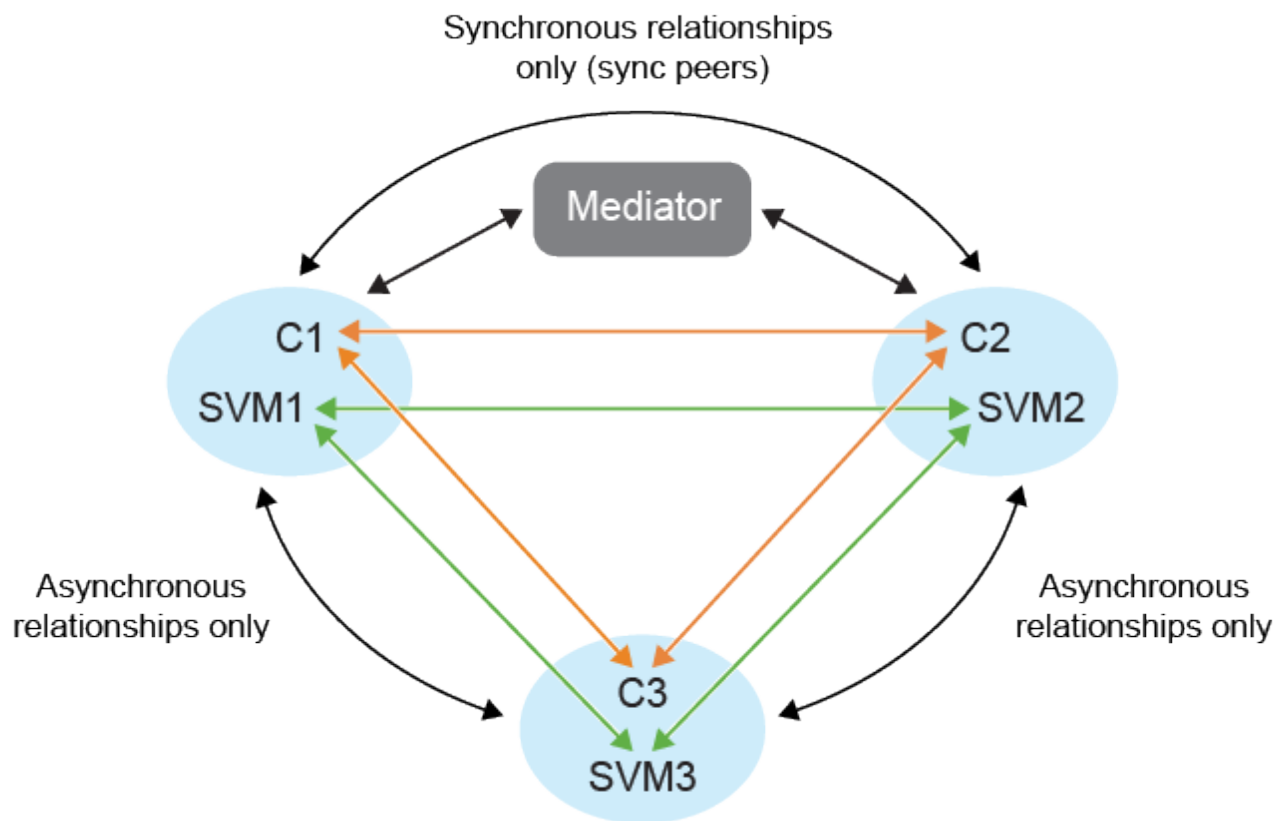 Synchronous relationships
only (sync peers)
Mediator
C1
C2
SVM1
SVM2
Asynchronous
relationships only
Asynchronous
relationships only
C3
SVM3